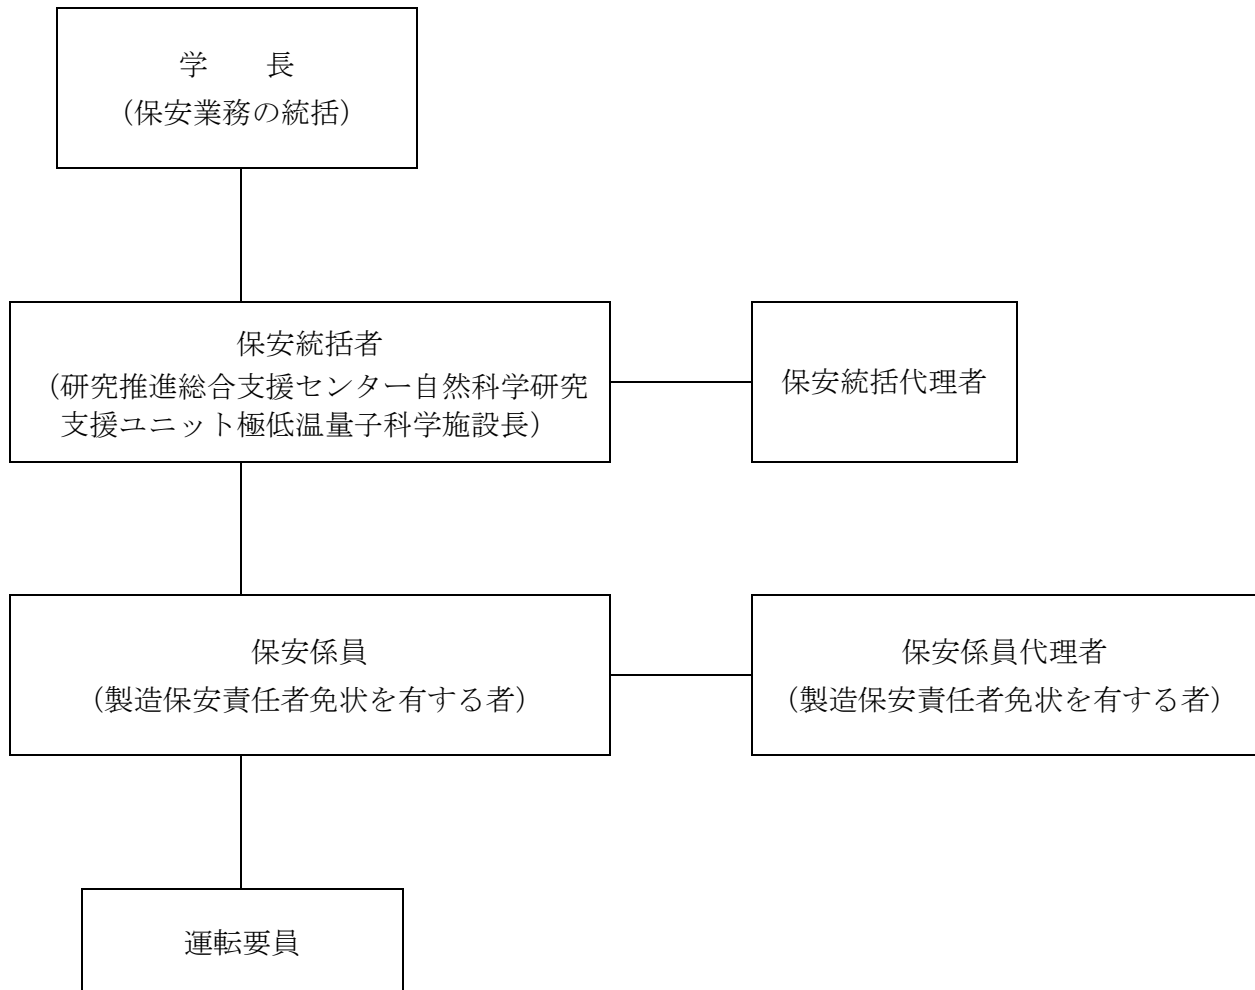 学　　長
（保安業務の統括）
保安統括者
（研究推進総合支援センター自然科学研究
支援ユニット極低温量子科学施設長）
保安統括代理者
保安係員
（製造保安責任者免状を有する者）
保安係員代理者
（製造保安責任者免状を有する者）
運転要員